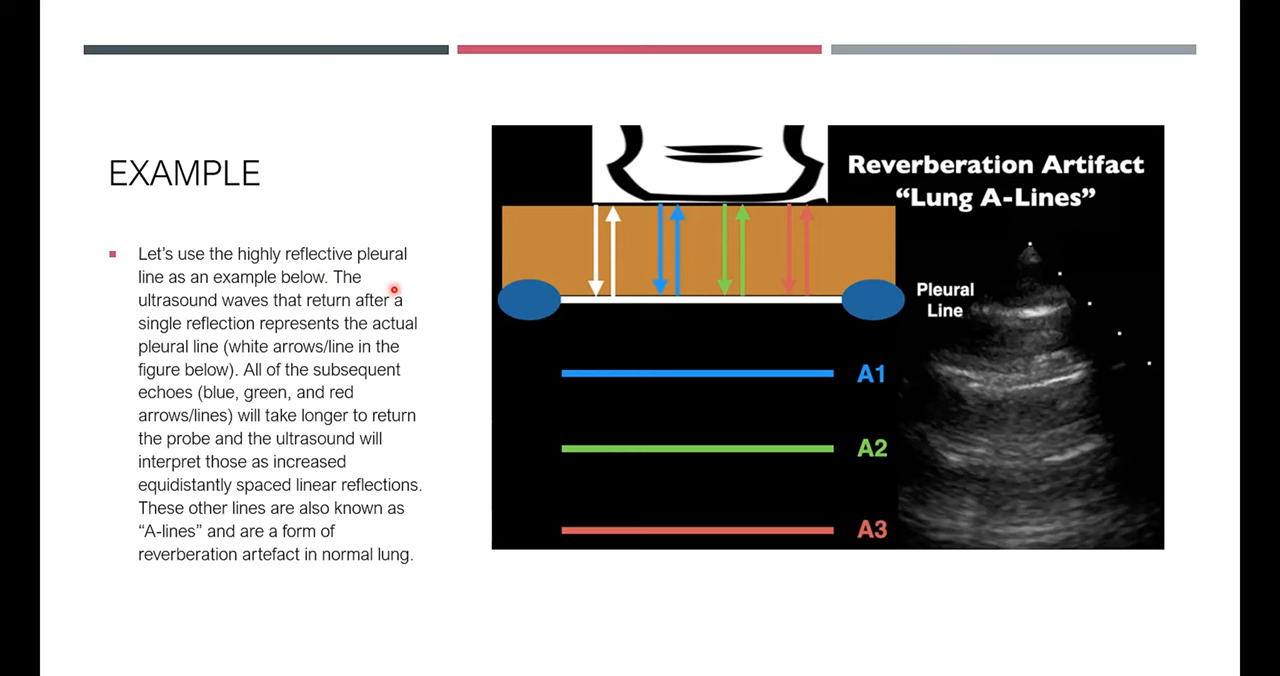 EXAMPLE
Let’s use the highly reflective pleural
line as an example below. The
ultrasound waves that return after a
single reflection represents the actual
pleural line (white arrows/line in the
figure below). All of the subsequent
echoes (blue, green, and red
arrows/lines) will take longer to return
the probe and the ultrasound will
interpret those as increased
equidistantly spaced linear reflections.
These other lines are also known as
“A-lines” and are a form of
reverberation artefact in normal lung.
Reverberation Artifact
“Lung A-Lines”
Pleural
Line
A1
A2
A3